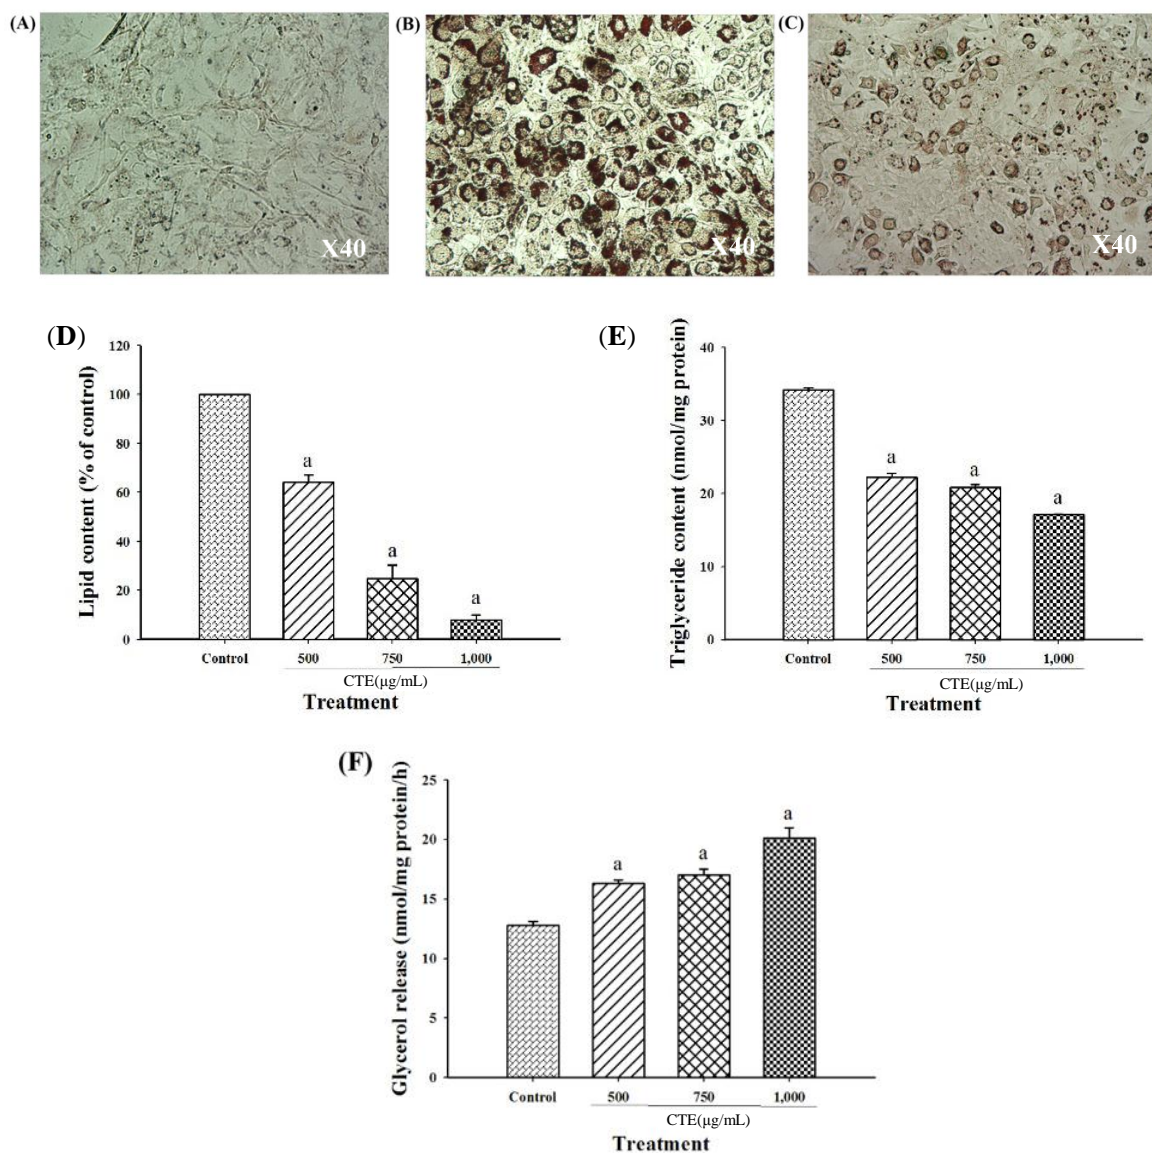 (A) (B) (C)
X40 X40 X40
(D)
Lipid content (% of control)
120
100
80
60
40
20
0
a
a
a
Control 500 750 1,000
CTE(μg/mL)
Treatment
(E)
Triglyceride content (nmol/mg protein)
40
30
20
10
0
a
a
a
Control 500 750 1,000
CTE(μg/mL)
Treatment
(F)
Glycerol release (nmol/mg protein/h)
25
20
15
10
5
0
a
a
a
Control 500 750 1,000
CTE(μg/mL)
Treatment